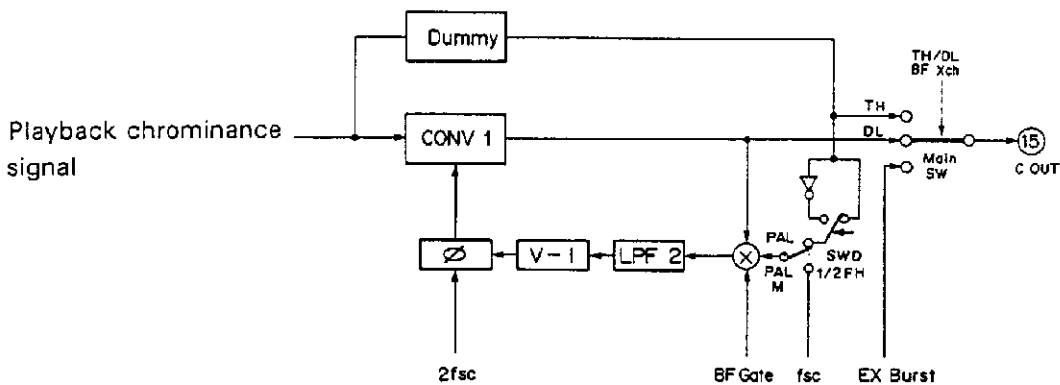 Dummy
TH/DL
BF Xch
TH
Playback chrominance
signal
CONV 1
DL
15
Main
SW
C OUT
PAL
SWD
Ø
V-1
LPF 2
X
PAL
M
1/2FH
2fsc
BF Gate
fsc
EX Burst